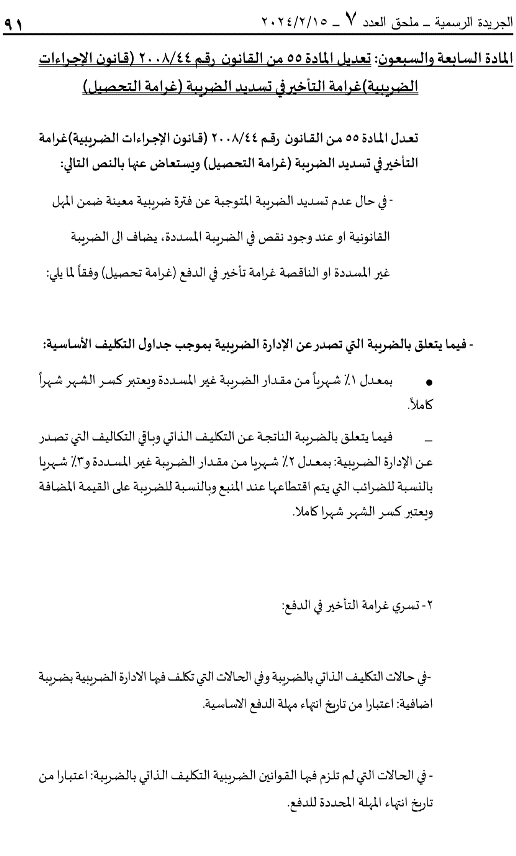 الجريدة الرسمية – ملحق العدد ٧ – ٢٠٢٤/٢/١٥
٩١
المادة السابعة والسبعون: تعديل المادة ٥٥ من القانون رقم ٢٠٠٨/٤٤ (قانون الإجراءات
الضريبية)غرامة التأخير في تسديد الضريبة (غرامة التحصيل)
تعدل المادة ٥٥ من القانون رقم ٢٠٠٨/٤٤ (قانون الإجراءات الضريبية)غرامة
التأخير في تسديد الضريبة (غرامة التحصيل) ويستعاض عنها بالنص التالي:
- في حال عدم تسديد الضريبة المتوجبة عن فترة ضريبية معينة ضمن المهل
القانونية او عند وجود نقص في الضريبة المسددة، يضاف الى الضريبة
غير المسددة او الناقصة غرامة تأخير في الدفع (غرامة تحصيل) وفقاً لما يلي:
- فيما يتعلق بالضريبة التي تصدر عن الإدارة الضريبية بموجب جداول التكليف الأساسية:
• بمعدل ١٪ شهرياً من مقدار الضريبة غير المسددة ويعتبر كسر الشهر شهراً
كاملاً.
– فيما يتعلق بالضريبة الناتجة عن التكليف الذاتي وباقي التكاليف التي تصدر
عن الإدارة الضريبية: بمعدل ٢٪ شهريا من مقدار الضريبة غير المسددة و٣٪ شهريا
بالنسبة للضرائب التي يتم اقتطاعها عند المنبع وبالنسبة للضريبة على القيمة المضافة
ويعتبر كسر الشهر شهرا كاملا.
٢- تسري غرامة التأخير في الدفع:
-في حالات التكليف الذاتي بالضريبة وفي الحالات التي تكلف فيها الادارة الضريبية بضريبة
اضافية: اعتبارا من تاريخ انتهاء مهلة الدفع الاساسية.
- في الحالات التي لم تلزم فيها القوانين الضريبية التكليف الذاتي بالضريبة: اعتبارا من
تاريخ انتهاء المهلة المحددة للدفع.